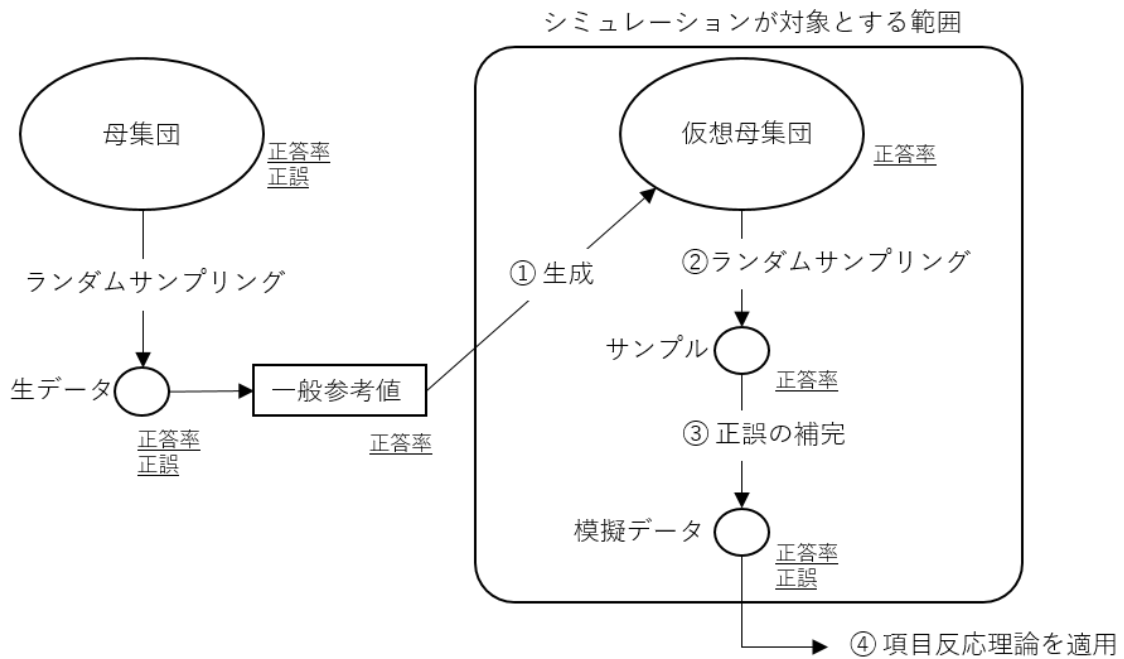 シミュレーションが対象とする範囲
母集団
正答率
正誤
ランダムサンプリング
生データ
正答率
正誤
一般参考値
正答率
① 生成
仮想母集団
正答率
②ランダムサンプリング
サンプル
正答率
③ 正誤の補完
模擬データ
正答率
正誤
④ 項目反応理論を適用